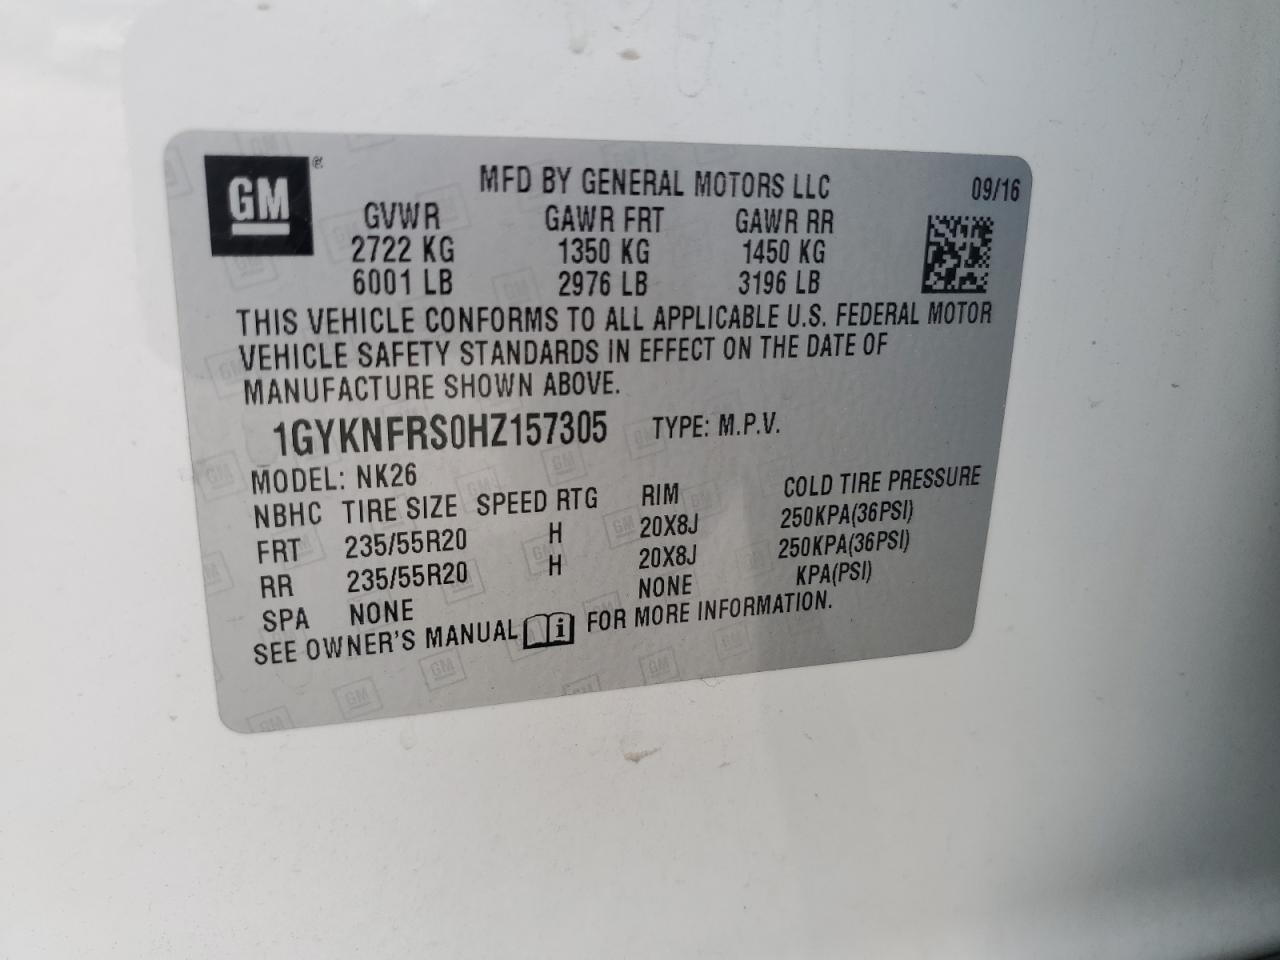 GM ®
MFD BY GENERAL MOTORS LLC 09/16
GVWR GAWR FRT GAWR RR
2722 KG 1350 KG 1450 KG
6001 LB 2976 LB 3196 LB
THIS VEHICLE CONFORMS TO ALL APPLICABLE U.S. FEDERAL MOTOR
VEHICLE SAFETY STANDARDS IN EFFECT ON THE DATE OF
MANUFACTURE SHOWN ABOVE.
1GYKNFRS0HZ157305 TYPE: M.P.V.
MODEL: NK26
NBHC TIRE SIZE SPEED RTG RIM COLD TIRE PRESSURE
FRT 235/55R20 H 20X8J 250KPA(36PSI)
RR 235/55R20 H 20X8J 250KPA(36PSI)
SPA NONE NONE KPA(PSI)
SEE OWNER'S MANUAL i FOR MORE INFORMATION.